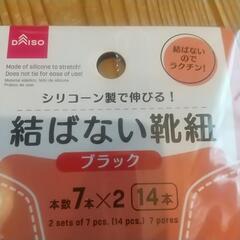 DAISO
Made of silicone to stretch!
Does not tie for ease of use!
結ばない
ので
ラクチン!
シリコーン製で伸びる!
結ばない靴紐
ブラック
本数7本×2 14本
2 sets of 7 pcs. (14 pcs.)